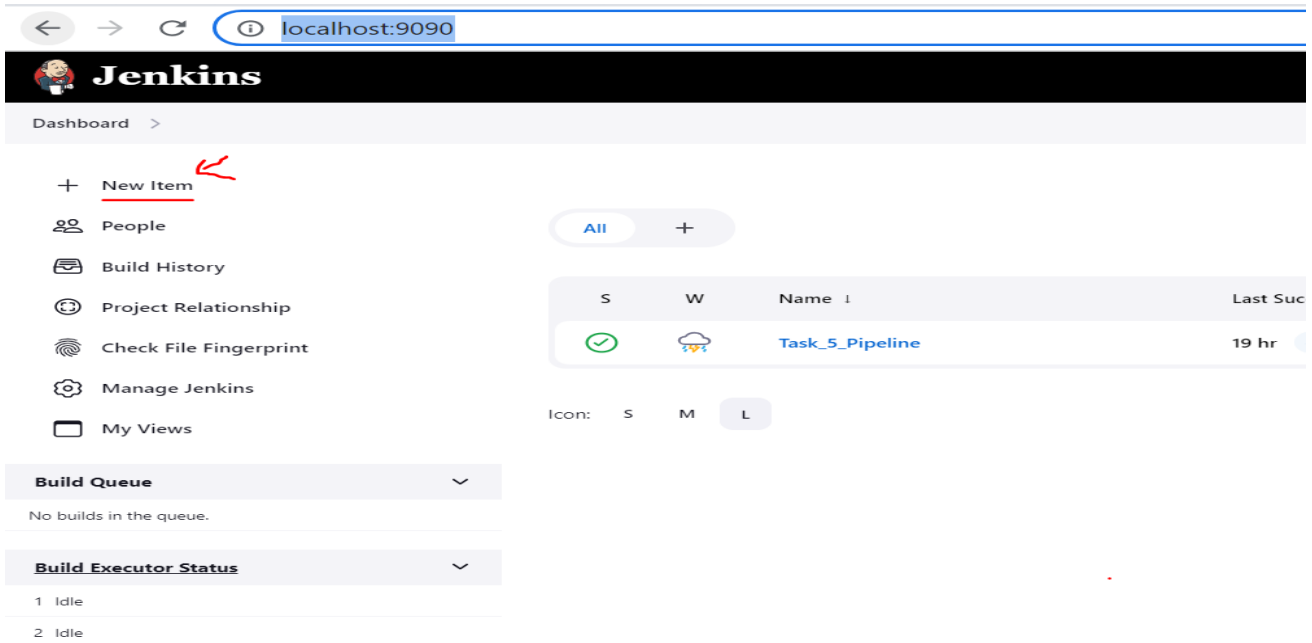 localhost:9090
Jenkins
Dashboard >
New Item
People
Build History
Project Relationship
Check File Fingerprint
Manage Jenkins
My Views
Build Queue
No builds in the queue.
Build Executor Status
1 Idle
2 Idle
All +
S W Name ↓ Last Suc
Task_5_Pipeline 19 hr
Icon: S M L